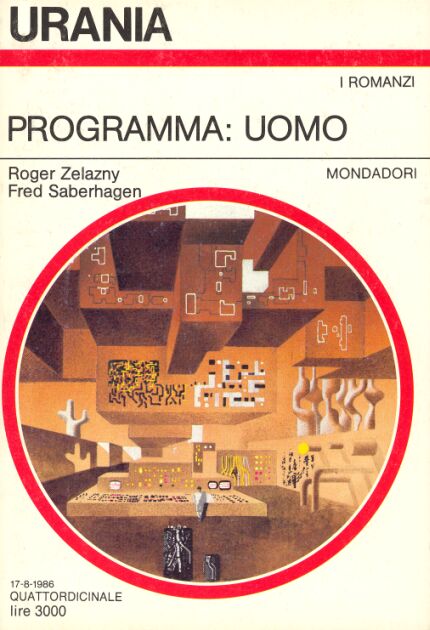 URANIA
I ROMANZI
PROGRAMMA: UOMO
Roger Zelazny
Fred Saberhagen
MONDADORI
17-8-1986
QUATTORDICINALE
lire 3000